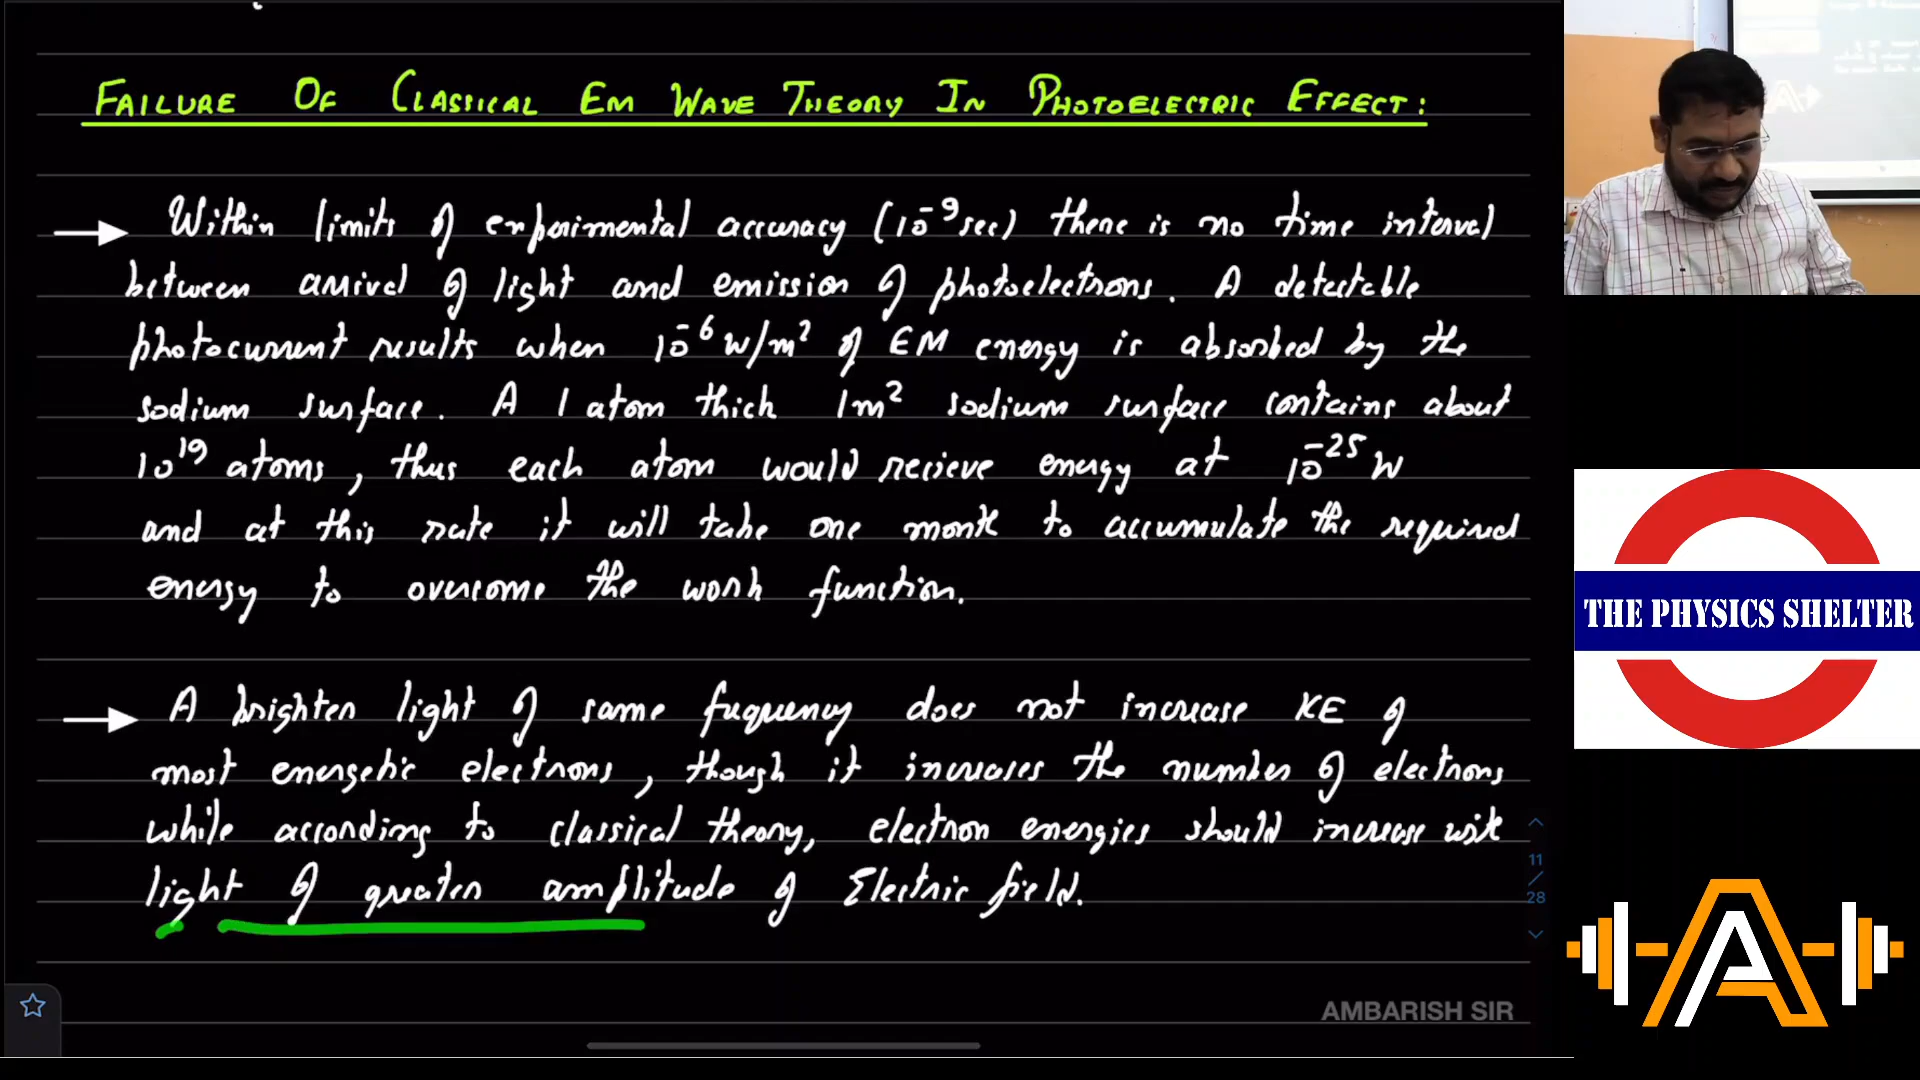 FAILURE OF CLASSICAL EM WAVE THEORY IN PHOTOELECTRIC EFFECT:
Within limits of experimental accuracy (10⁻⁹sec) there is no time interval
between arrival of light and emission of photoelectrons. A detectable
photocurrent results when 10⁻⁶ W/m² of EM energy is absorbed by the
sodium surface. A 1 atom thick 1m² sodium surface contains about
10¹⁹ atoms, thus each atom would recieve energy at 10⁻²⁵ W
and at this rate it will take one month to accumulate the required
energy to overcome the work function.
A brighter light of same frequency does not increase KE of
most energetic electrons, though it increases the number of electrons
while according to classical theory, electron energies should increase with
light of greater amplitude of Electric field.
11
/
28
AMBARISH SIR
THE PHYSICS SHELTER